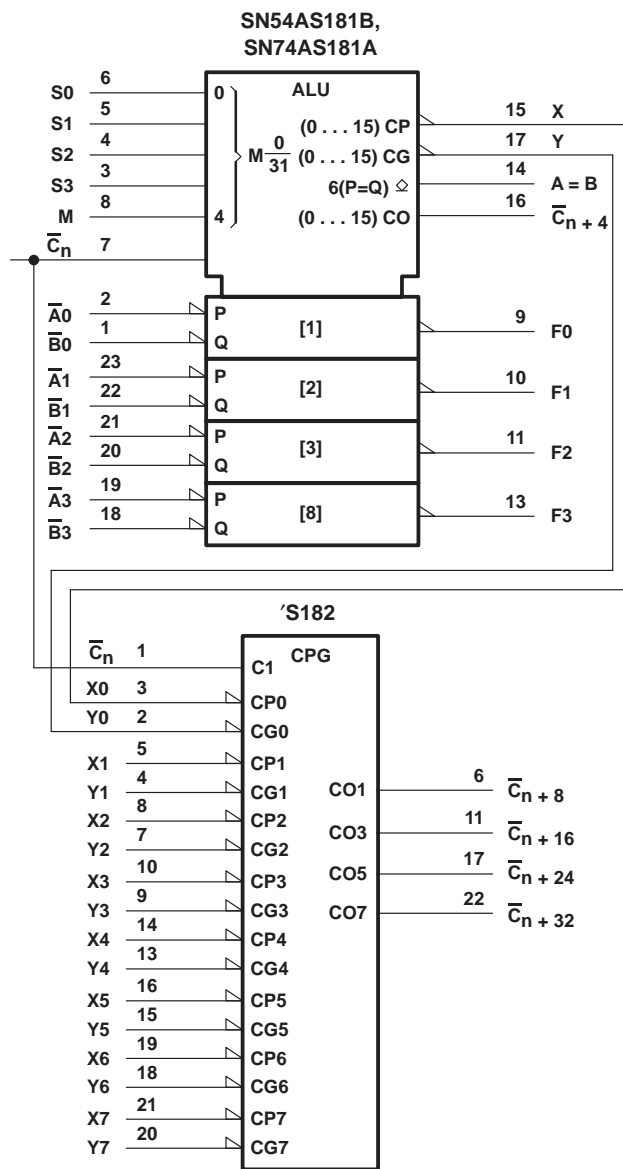 SN54AS181B,
SN74AS181A
ALU
S0 6 0
S1 5
S2 4
S3 3
M 8 4
M 0/31
C̅n 7
(0 . . . 15) CP 15 X
(0 . . . 15) CG 17 Y
6(P=Q) ⎐ 14 A = B
(0 . . . 15) CO 16 C̅n + 4
A̅0 2 P
B̅0 1 Q
[1] 9 F0
A̅1 23 P
B̅1 22 Q
[2] 10 F1
A̅2 21 P
B̅2 20 Q
[3] 11 F2
A̅3 19 P
B̅3 18 Q
[8] 13 F3
′S182
CPG
C̅n 1 C1
X0 3 CP0
Y0 2 CG0
X1 5 CP1
Y1 4 CG1
X2 8 CP2
Y2 7 CG2
X3 10 CP3
Y3 9 CG3
X4 14 CP4
Y4 13 CG4
X5 16 CP5
Y5 15 CG5
X6 19 CP6
Y6 18 CG6
X7 21 CP7
Y7 20 CG7
CO1 6 C̅n + 8
CO3 11 C̅n + 16
CO5 17 C̅n + 24
CO7 22 C̅n + 32